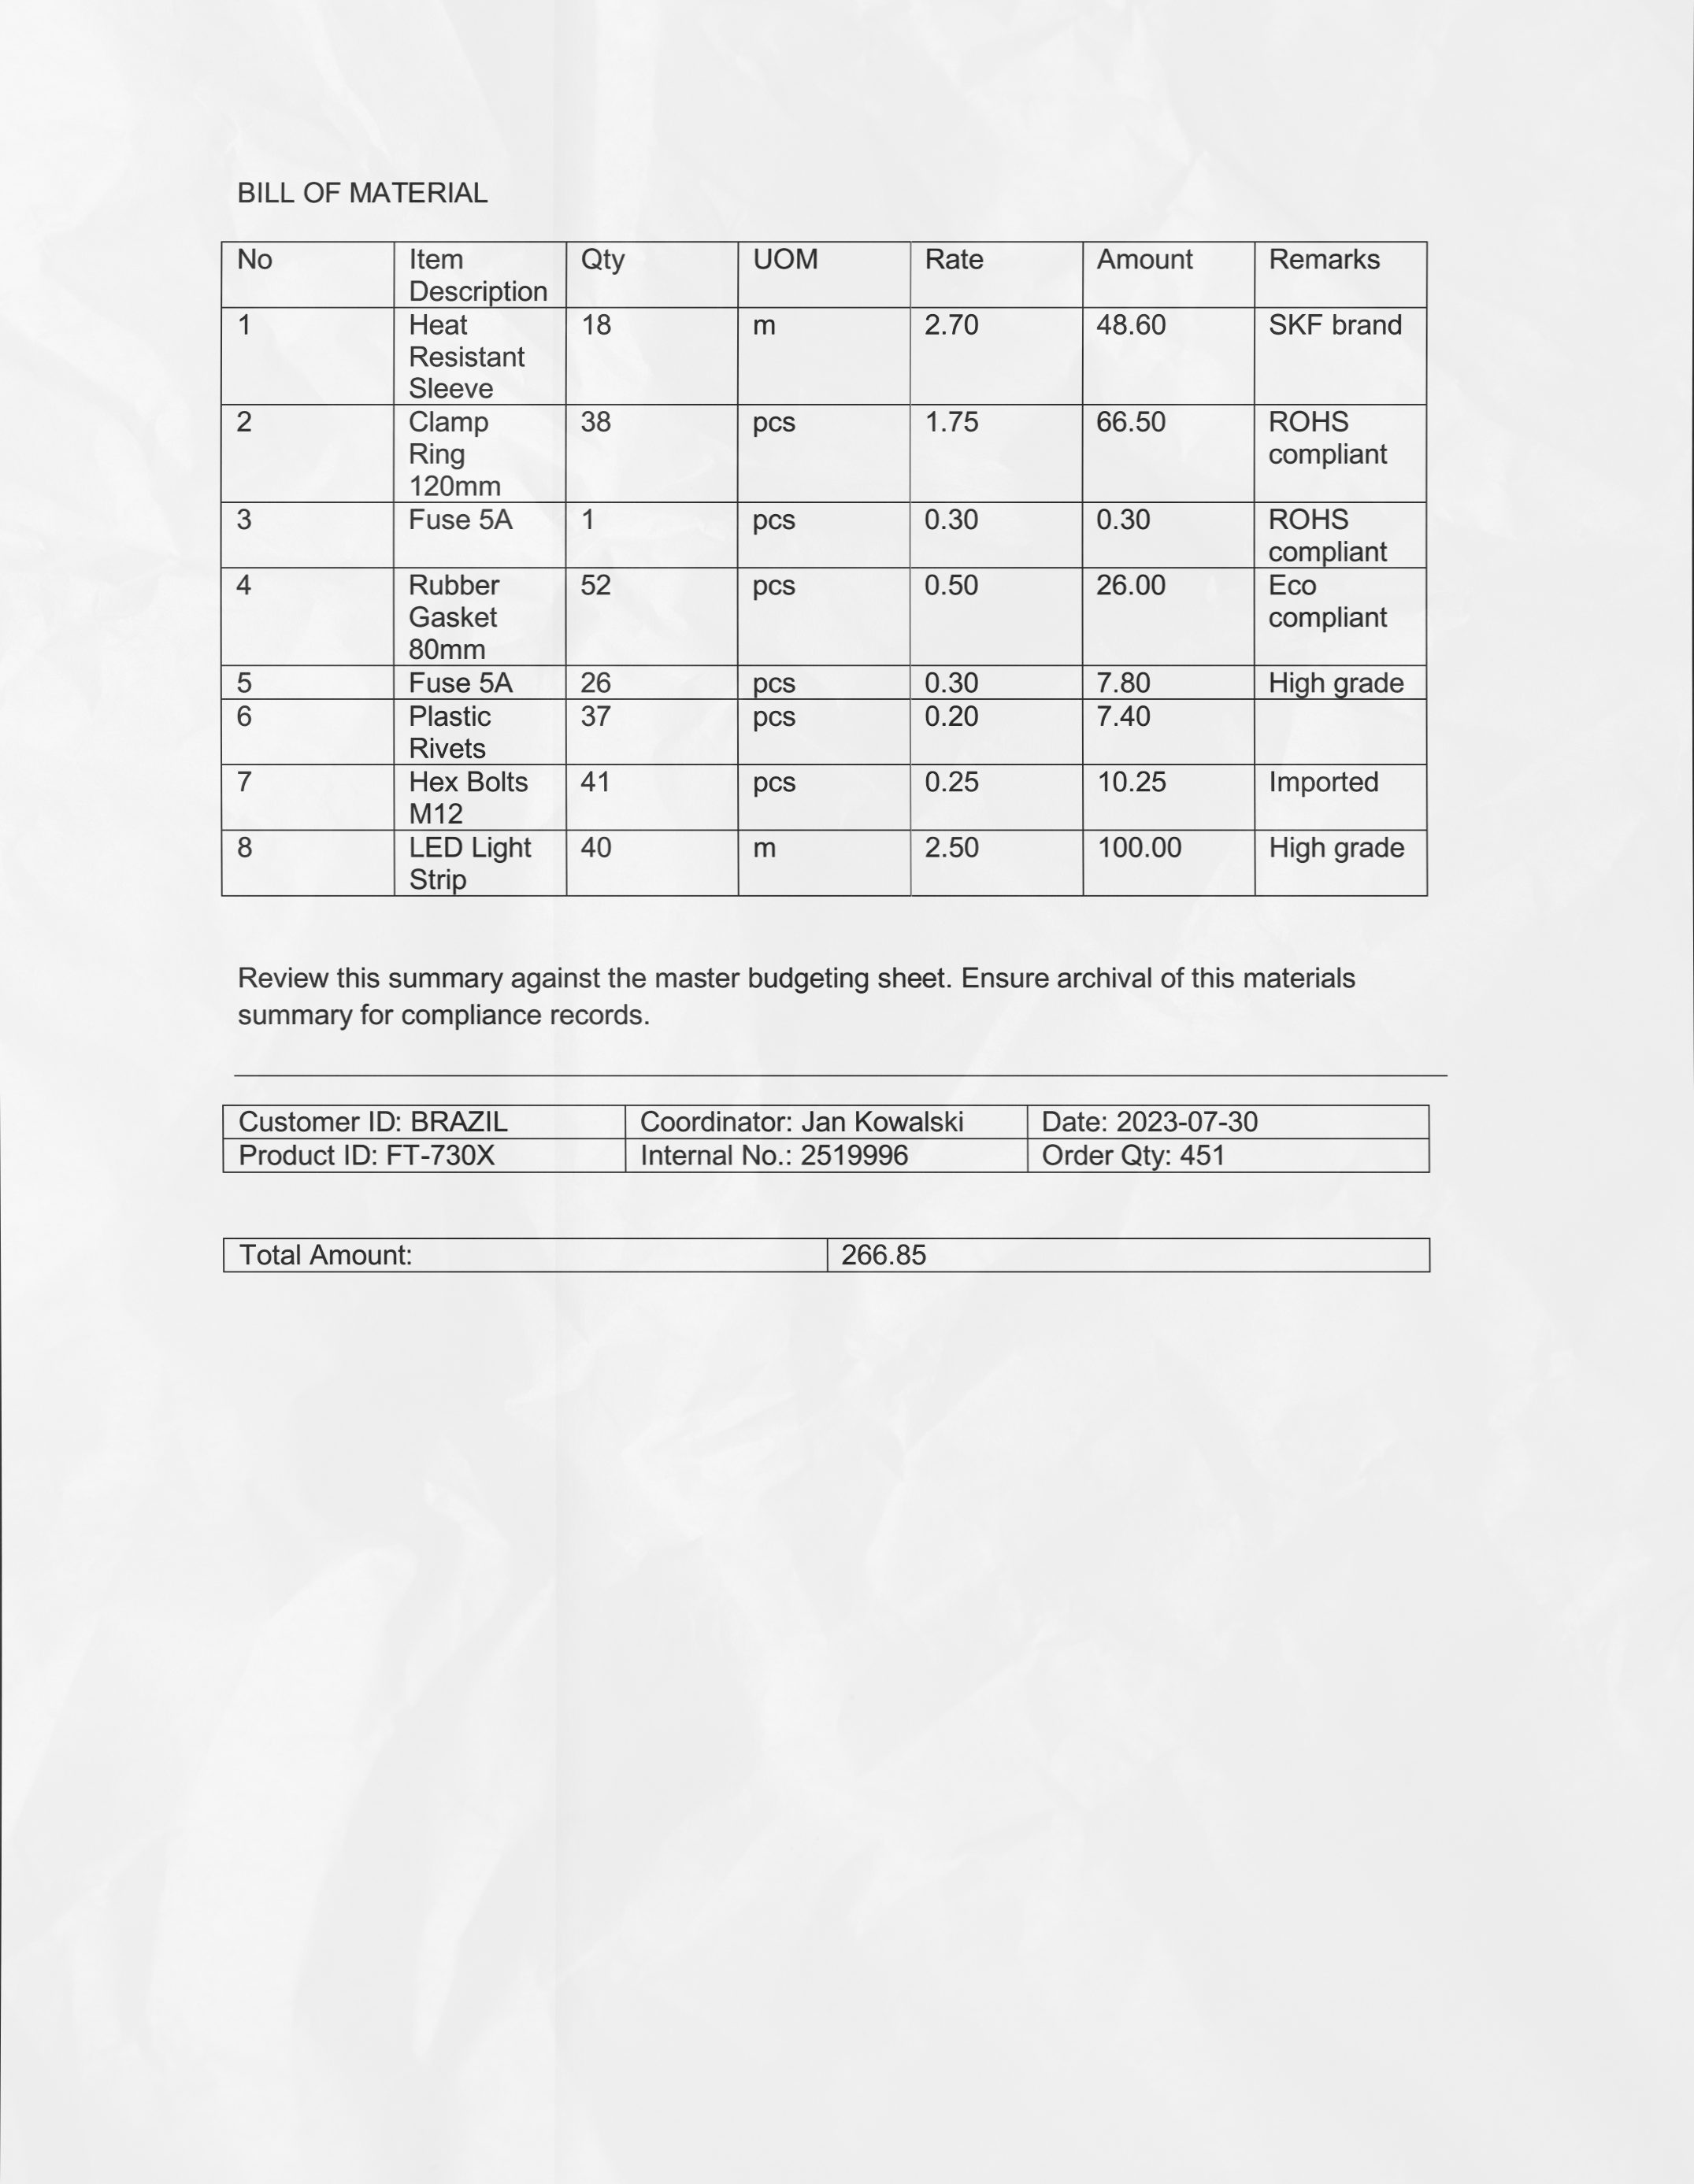 BILL OF MATERIAL
No Item Description Qty UOM Rate Amount Remarks
1 Heat Resistant Sleeve 18 m 2.70 48.60 SKF brand
2 Clamp Ring 120mm 38 pcs 1.75 66.50 ROHS compliant
3 Fuse 5A 1 pcs 0.30 0.30 ROHS compliant
4 Rubber Gasket 80mm 52 pcs 0.50 26.00 Eco compliant
5 Fuse 5A 26 pcs 0.30 7.80 High grade
6 Plastic Rivets 37 pcs 0.20 7.40
7 Hex Bolts M12 41 pcs 0.25 10.25 Imported
8 LED Light Strip 40 m 2.50 100.00 High grade
Review this summary against the master budgeting sheet. Ensure archival of this materials
summary for compliance records.
Customer ID: BRAZIL Coordinator: Jan Kowalski Date: 2023-07-30
Product ID: FT-730X Internal No.: 2519996 Order Qty: 451
Total Amount: 266.85